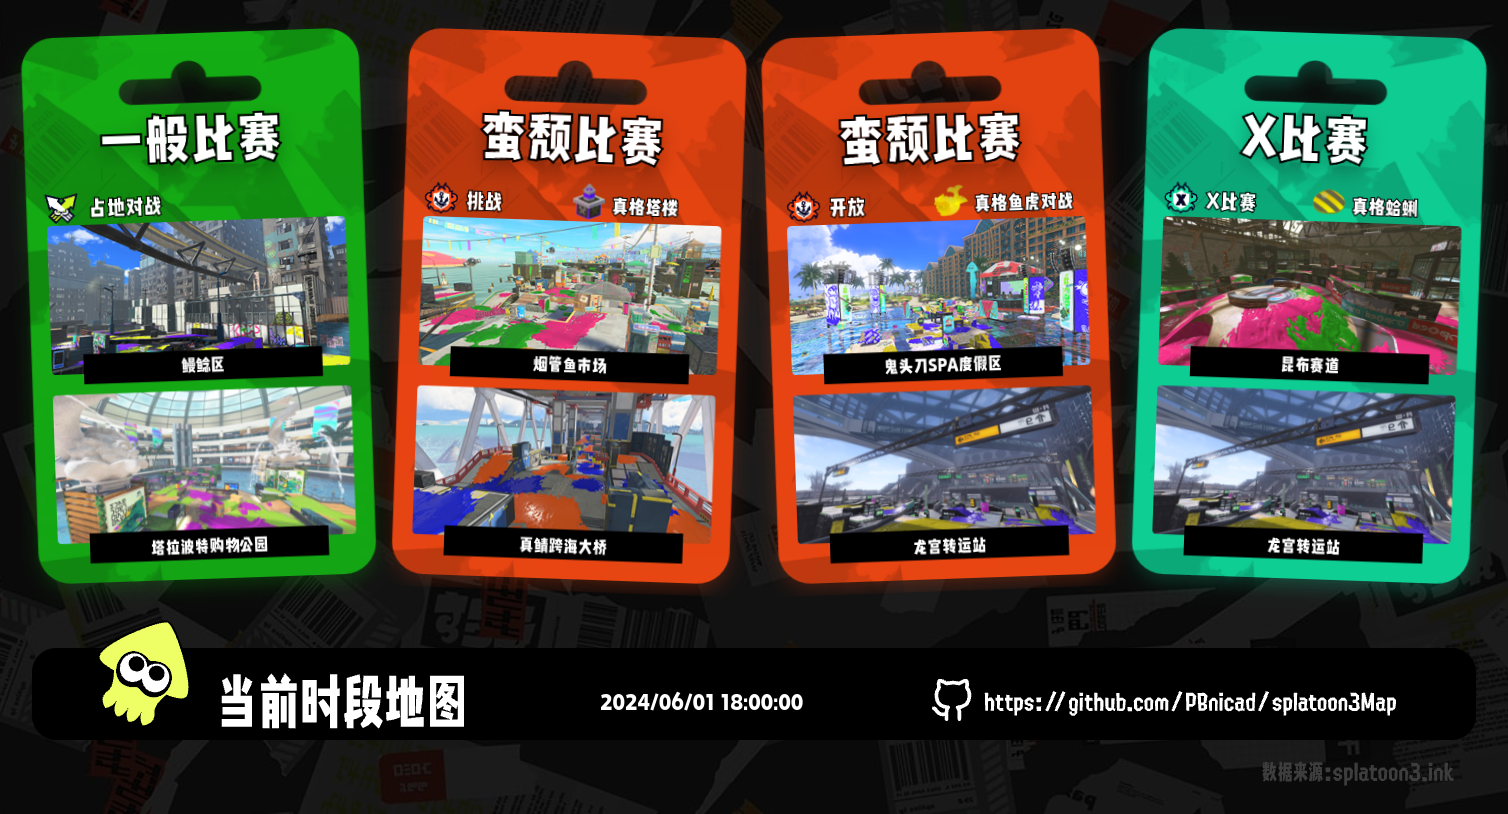 一般比赛
占地对战
鳗鲶区
塔拉波特购物公园
蛮颓比赛
挑战
真格塔楼
烟管鱼市场
真鲭跨海大桥
蛮颓比赛
开放
真格鱼虎对战
鬼头刀SPA度假区
龙宫转运站
X比赛
X比赛
真格蛤蜊
昆布赛道
龙宫转运站
当前时段地图
2024/06/01 18:00:00
https://github.com/PBnicad/splatoon3Map
数据来源:splatoon3.ink